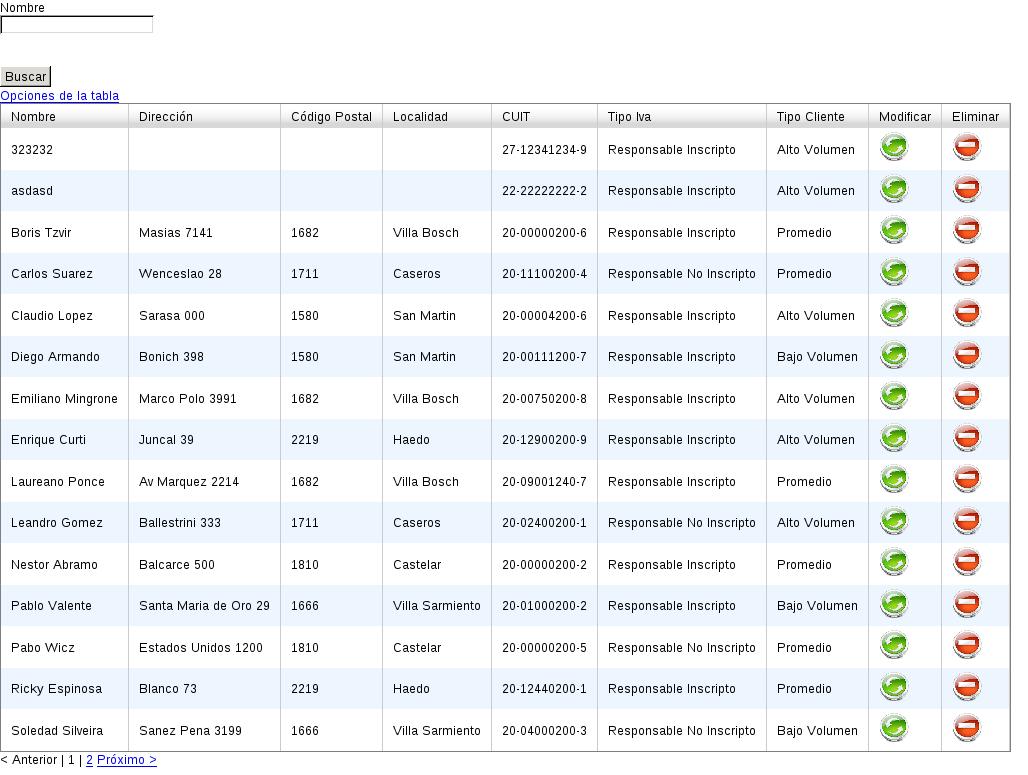 Nombre
Buscar
Opciones de la tabla
Nombre Dirección Código Postal Localidad CUIT Tipo Iva Tipo Cliente Modificar Eliminar
323232 27-12341234-9 Responsable Inscripto Alto Volumen
asdasd 22-22222222-2 Responsable Inscripto Alto Volumen
Boris Tzvir Masias 7141 1682 Villa Bosch 20-00000200-6 Responsable Inscripto Promedio
Carlos Suarez Wenceslao 28 1711 Caseros 20-11100200-4 Responsable No Inscripto Promedio
Claudio Lopez Sarasa 000 1580 San Martin 20-00004200-6 Responsable Inscripto Alto Volumen
Diego Armando Bonich 398 1580 San Martin 20-00111200-7 Responsable Inscripto Bajo Volumen
Emiliano Mingrone Marco Polo 3991 1682 Villa Bosch 20-00750200-8 Responsable Inscripto Alto Volumen
Enrique Curti Juncal 39 2219 Haedo 20-12900200-9 Responsable Inscripto Alto Volumen
Laureano Ponce Av Marquez 2214 1682 Villa Bosch 20-09001240-7 Responsable Inscripto Promedio
Leandro Gomez Ballestrini 333 1711 Caseros 20-02400200-1 Responsable No Inscripto Alto Volumen
Nestor Abramo Balcarce 500 1810 Castelar 20-00000200-2 Responsable Inscripto Promedio
Pablo Valente Santa Maria de Oro 29 1666 Villa Sarmiento 20-01000200-2 Responsable Inscripto Bajo Volumen
Pabo Wicz Estados Unidos 1200 1810 Castelar 20-00000200-5 Responsable No Inscripto Promedio
Ricky Espinosa Blanco 73 2219 Haedo 20-12440200-1 Responsable Inscripto Promedio
Soledad Silveira Sanez Pena 3199 1666 Villa Sarmiento 20-04000200-3 Responsable No Inscripto Bajo Volumen
< Anterior | 1 | 2 Próximo >